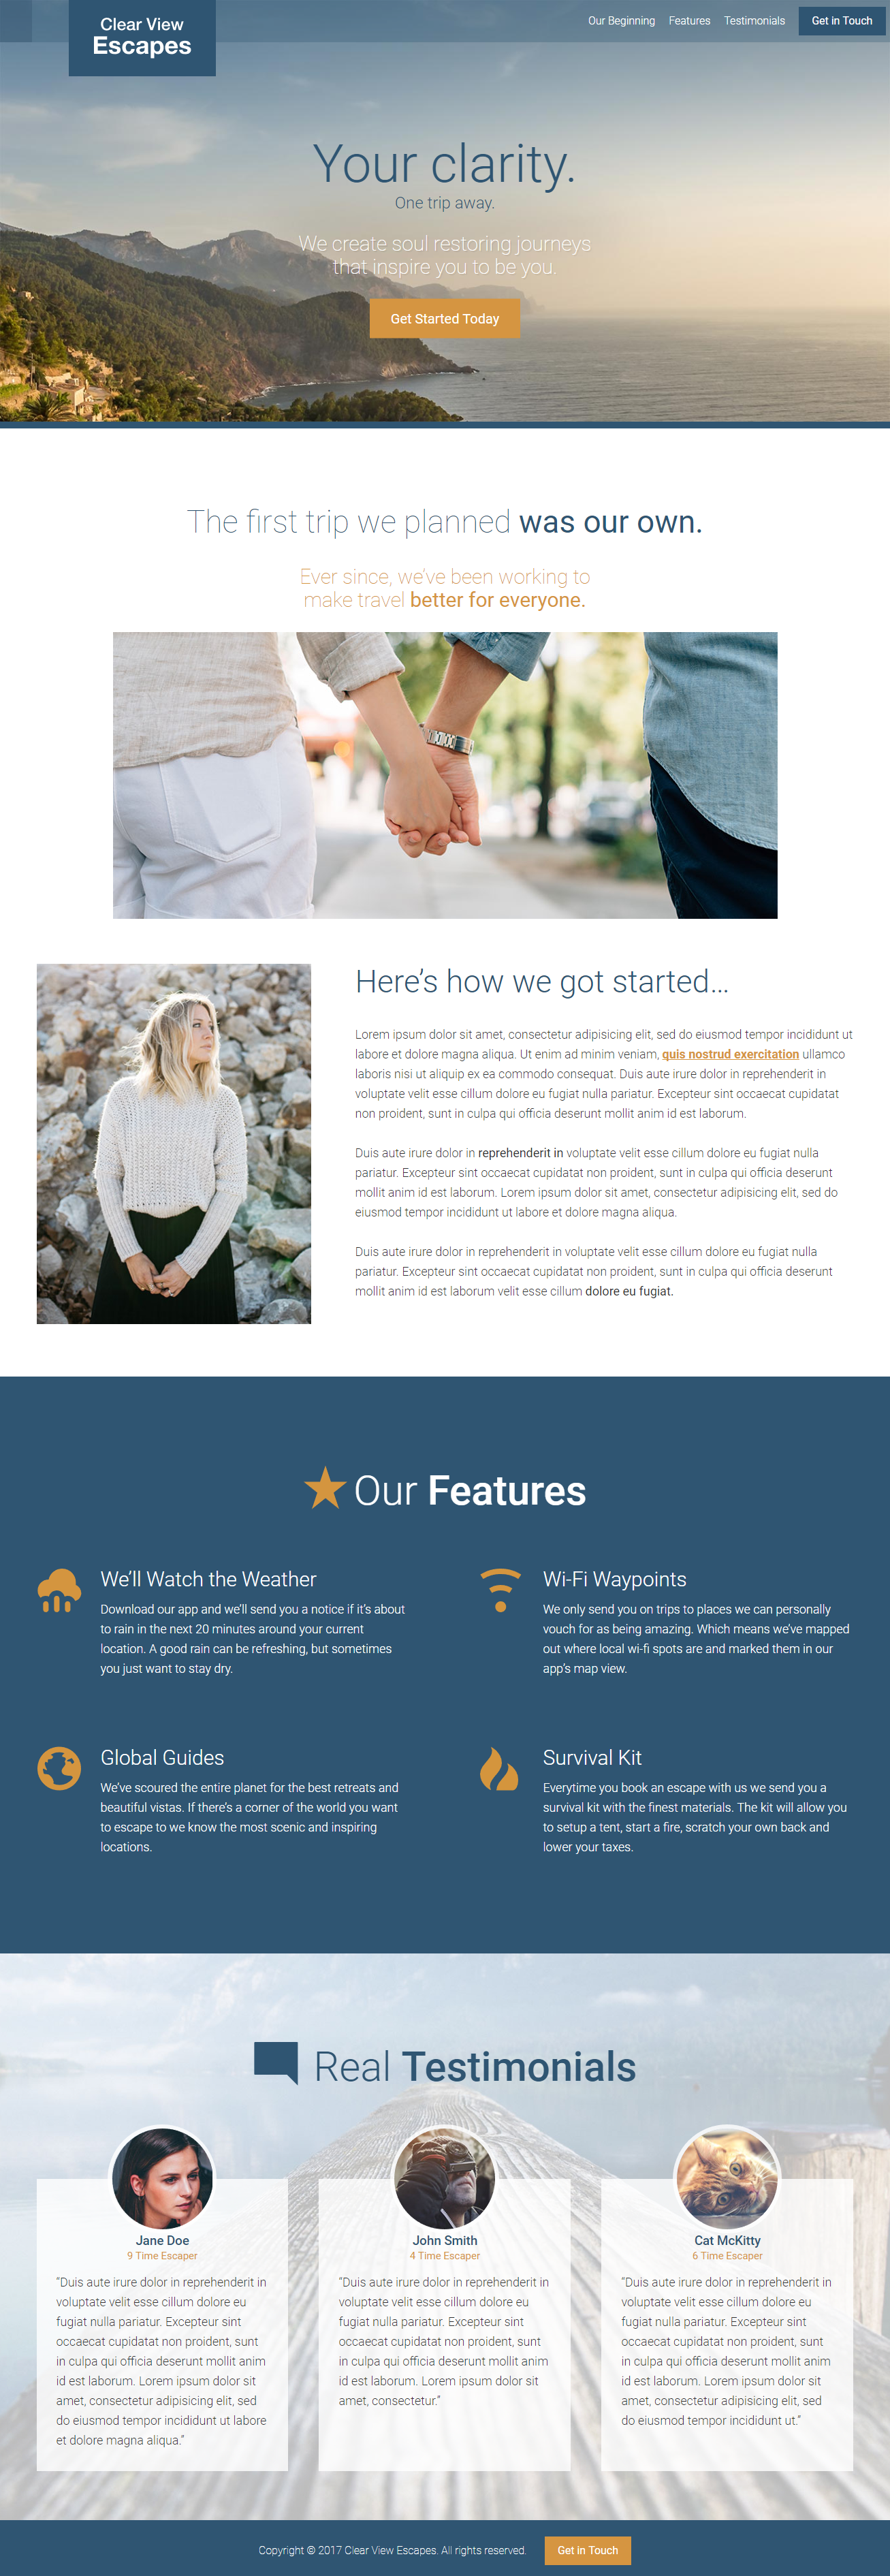 Clear View
Escapes
Our Beginning Features Testimonials Get in Touch
Your clarity.
One trip away.
We create soul restoring journeys
that inspire you to be you.
Get Started Today
The first trip we planned was our own.
Ever since, we’ve been working to
make travel better for everyone.
Here’s how we got started…
Lorem ipsum dolor sit amet, consectetur adipisicing elit, sed do eiusmod tempor incididunt ut
labore et dolore magna aliqua. Ut enim ad minim veniam, quis nostrud exercitation ullamco
laboris nisi ut aliquip ex ea commodo consequat. Duis aute irure dolor in reprehenderit in
voluptate velit esse cillum dolore eu fugiat nulla pariatur. Excepteur sint occaecat cupidatat
non proident, sunt in culpa qui officia deserunt mollit anim id est laborum.
Duis aute irure dolor in reprehenderit in voluptate velit esse cillum dolore eu fugiat nulla
pariatur. Excepteur sint occaecat cupidatat non proident, sunt in culpa qui officia deserunt
mollit anim id est laborum. Lorem ipsum dolor sit amet, consectetur adipisicing elit, sed do
eiusmod tempor incididunt ut labore et dolore magna aliqua.
Duis aute irure dolor in reprehenderit in voluptate velit esse cillum dolore eu fugiat nulla
pariatur. Excepteur sint occaecat cupidatat non proident, sunt in culpa qui officia deserunt
mollit anim id est laborum velit esse cillum dolore eu fugiat.
Our Features
We’ll Watch the Weather
Download our app and we’ll send you a notice if it’s about
to rain in the next 20 minutes around your current
location. A good rain can be refreshing, but sometimes
you just want to stay dry.
Wi-Fi Waypoints
We only send you on trips to places we can personally
vouch for as being amazing. Which means we’ve mapped
out where local wi-fi spots are and marked them in our
app’s map view.
Global Guides
We’ve scoured the entire planet for the best retreats and
beautiful vistas. If there’s a corner of the world you want
to escape to we know the most scenic and inspiring
locations.
Survival Kit
Everytime you book an escape with us we send you a
survival kit with the finest materials. The kit will allow you
to setup a tent, start a fire, scratch your own back and
lower your taxes.
Real Testimonials
Jane Doe
9 Time Escaper
“Duis aute irure dolor in reprehenderit in
voluptate velit esse cillum dolore eu
fugiat nulla pariatur. Excepteur sint
occaecat cupidatat non proident, sunt
in culpa qui officia deserunt mollit anim
id est laborum. Lorem ipsum dolor sit
amet, consectetur adipisicing elit, sed
do eiusmod tempor incididunt ut labore
et dolore magna aliqua.”
John Smith
4 Time Escaper
“Duis aute irure dolor in reprehenderit in
voluptate velit esse cillum dolore eu
fugiat nulla pariatur. Excepteur sint
occaecat cupidatat non proident, sunt
in culpa qui officia deserunt mollit anim
id est laborum. Lorem ipsum dolor sit
amet, consectetur.”
Cat McKitty
6 Time Escaper
“Duis aute irure dolor in reprehenderit in
voluptate velit esse cillum dolore eu
fugiat nulla pariatur. Excepteur sint
occaecat cupidatat non proident, sunt
in culpa qui officia deserunt mollit anim
id est laborum. Lorem ipsum dolor sit
amet, consectetur adipisicing elit, sed
do eiusmod tempor incididunt ut.”
Copyright © 2017 Clear View Escapes. All rights reserved. Get in Touch